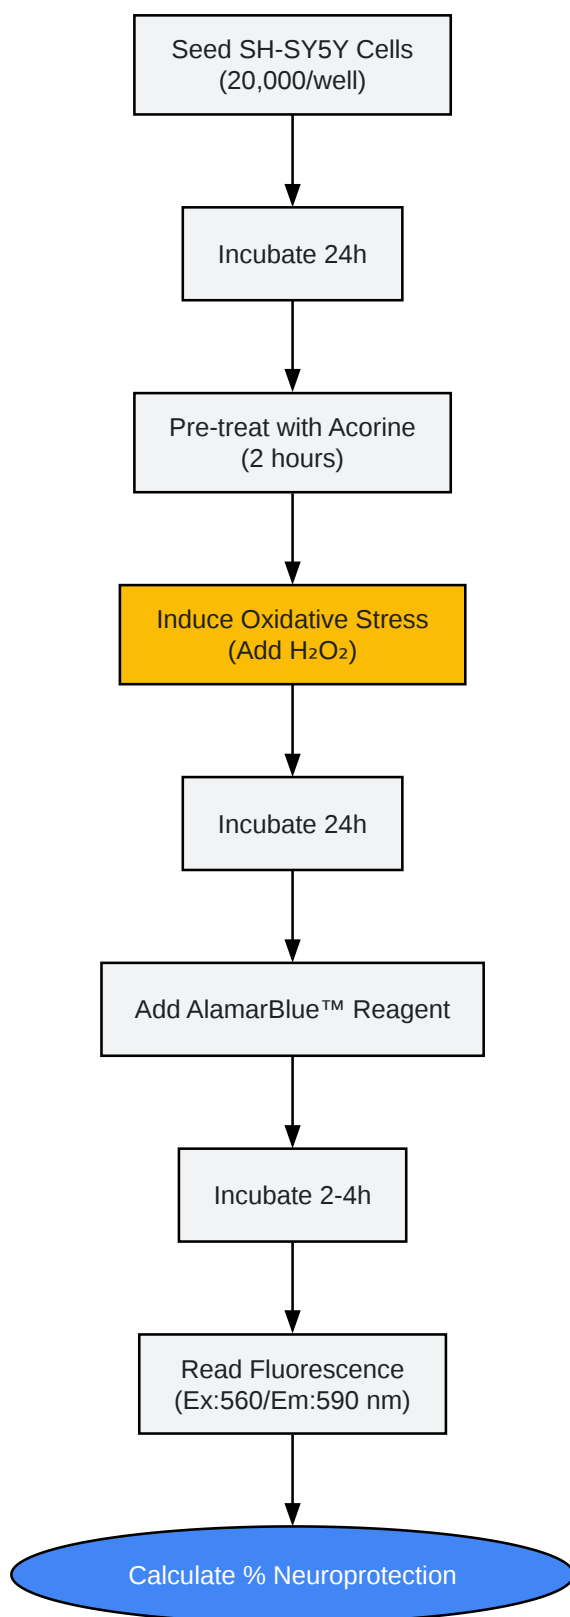 Seed SH-SY5Y Cells
(20,000/well)
Incubate 24h
Pre-treat with Acorine
(2 hours)
Induce Oxidative Stress
(Add H₂O₂)
Incubate 24h
Add AlamarBlue™ Reagent
Incubate 2-4h
Read Fluorescence
(Ex:560/Em:590 nm)
Calculate % Neuroprotection